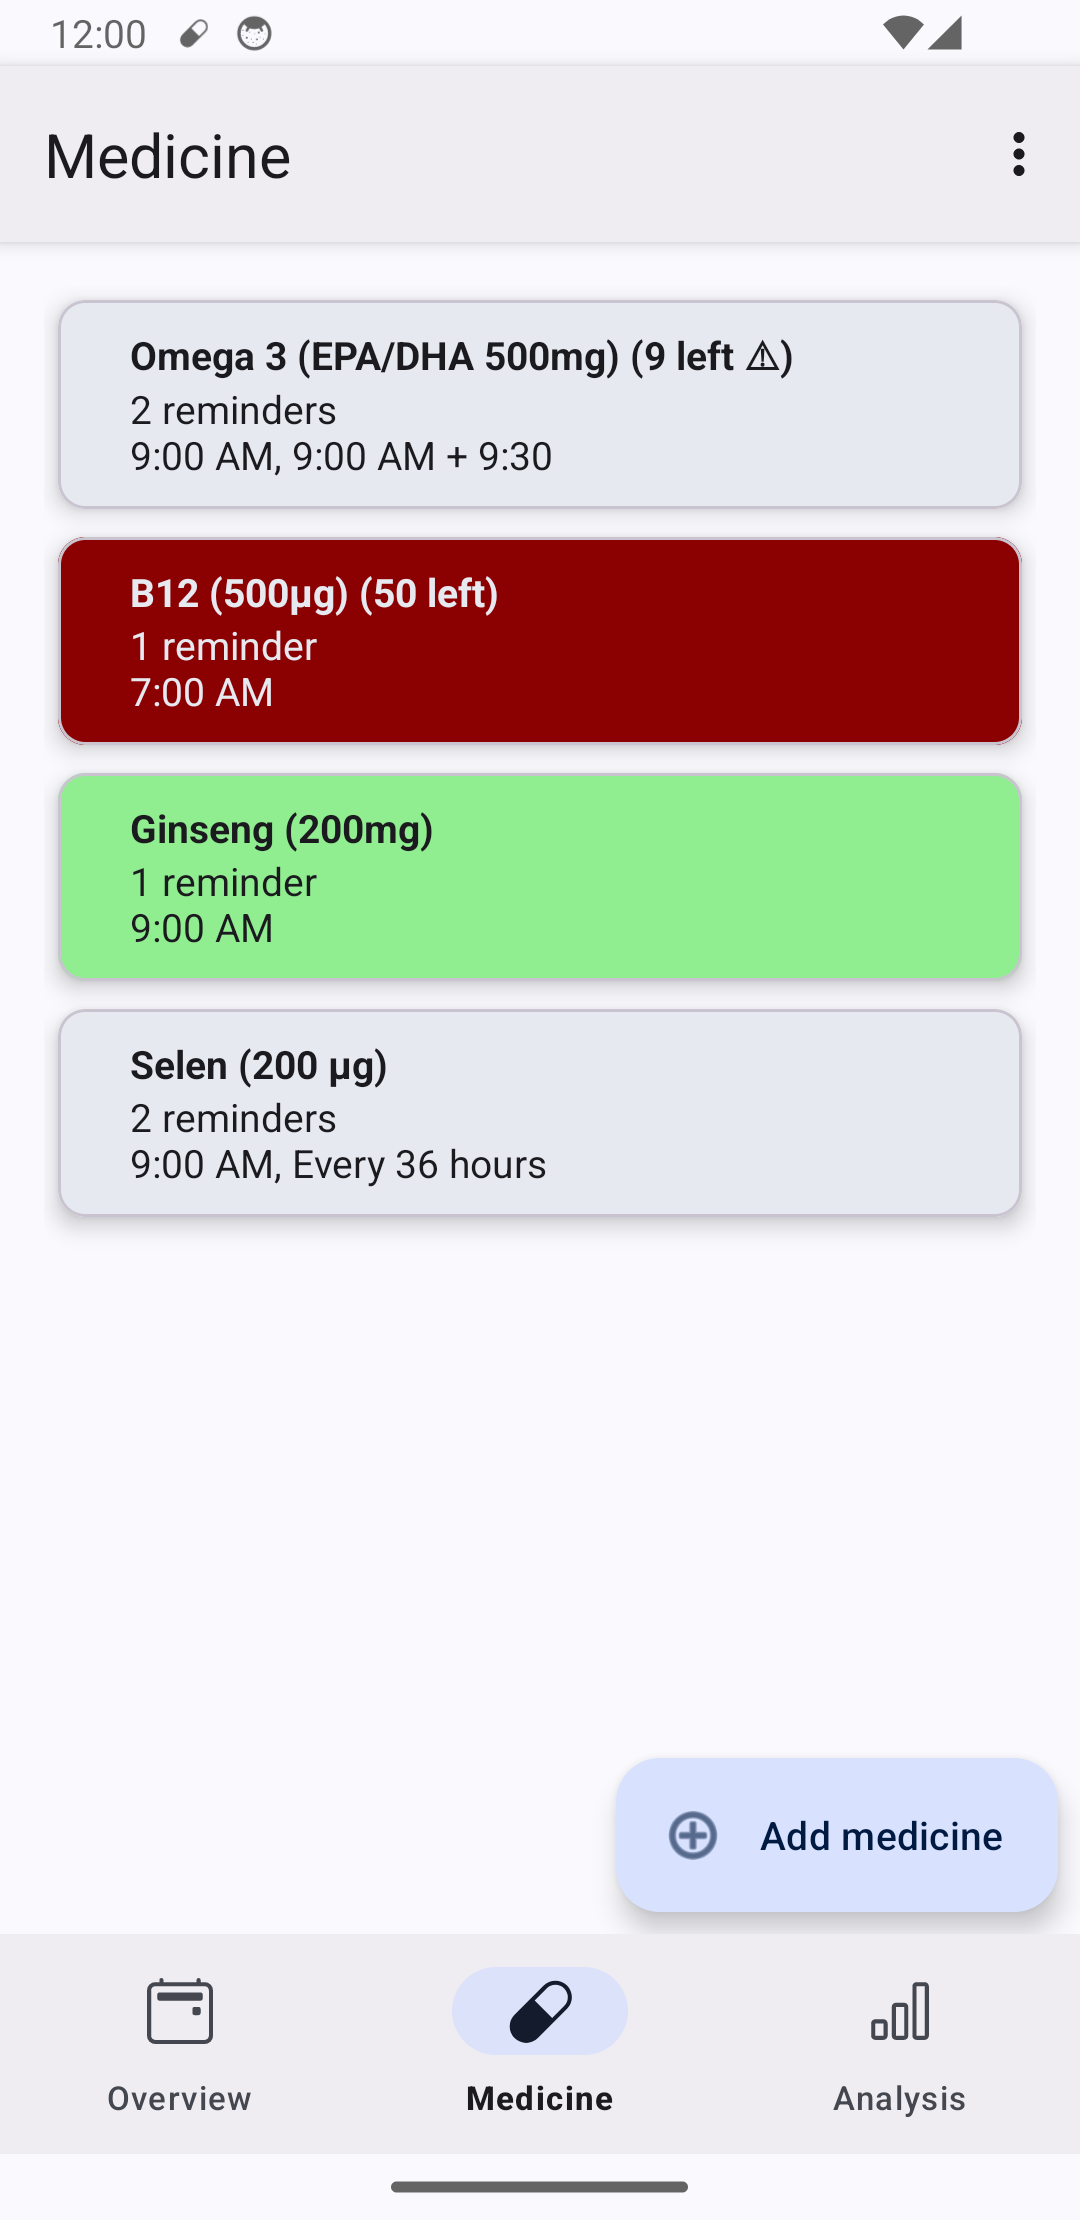 12:00
Medicine
Omega 3 (EPA/DHA 500mg) (9 left ⚠)
2 reminders
9:00 AM, 9:00 AM + 9:30
B12 (500µg) (50 left)
1 reminder
7:00 AM
Ginseng (200mg)
1 reminder
9:00 AM
Selen (200 µg)
2 reminders
9:00 AM, Every 36 hours
Add medicine
Overview
Medicine
Analysis